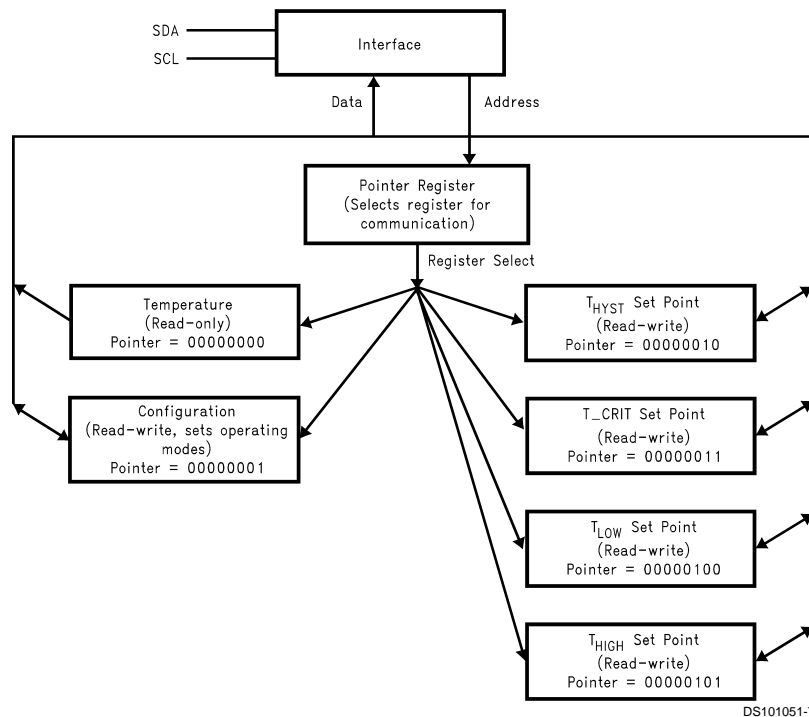 SDA
SCL
Interface
Data
Address
Pointer Register
(Selects register for
communication)
Register Select
Temperature
(Read-only)
Pointer = 00000000
Configuration
(Read-write, sets operating
modes)
Pointer = 00000001
THYST Set Point
(Read-write)
Pointer = 00000010
T_CRIT Set Point
(Read-write)
Pointer = 00000011
TLOW Set Point
(Read-write)
Pointer = 00000100
THIGH Set Point
(Read-write)
Pointer = 00000101